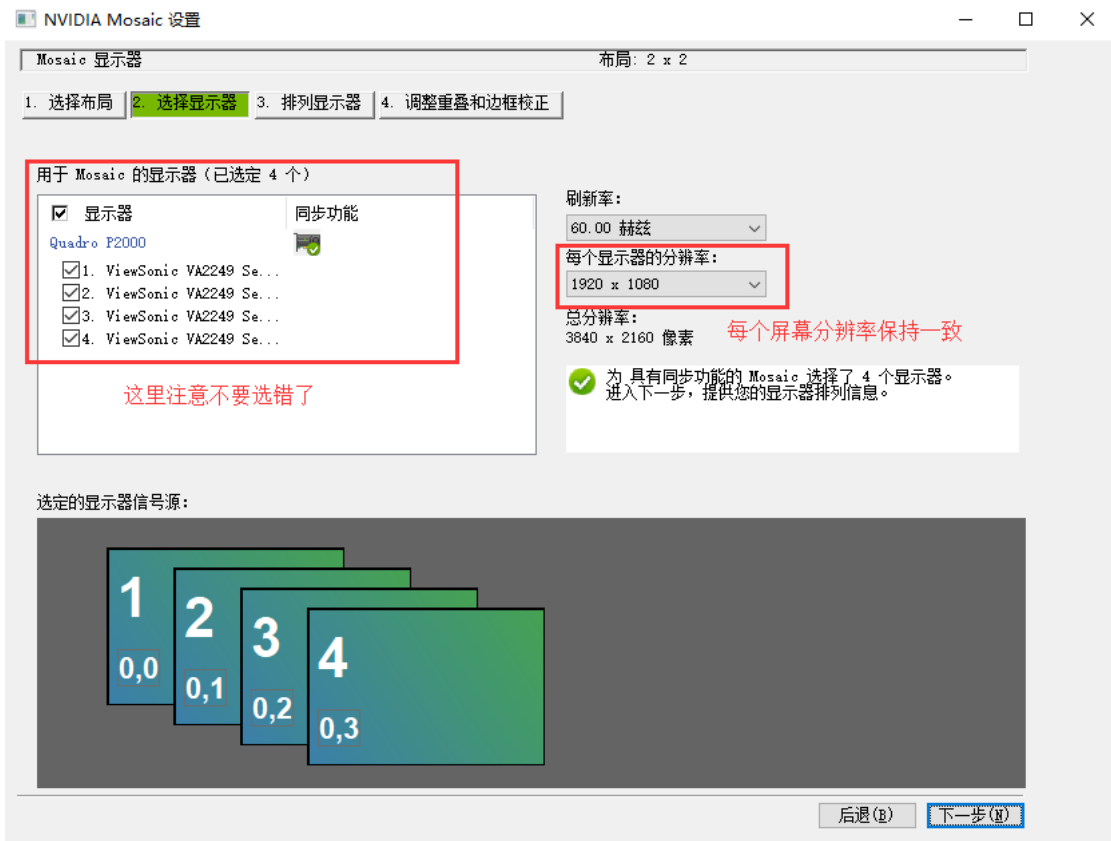 NVIDIA Mosaic 设置
Mosaic 显示器 布局: 2 x 2
1. 选择布局 2. 选择显示器 3. 排列显示器 4. 调整重叠和边框校正
用于 Mosaic 的显示器(已选定 4 个)
显示器 同步功能
Quadro P2000
1. ViewSonic VA2249 Se...
2. ViewSonic VA2249 Se...
3. ViewSonic VA2249 Se...
4. ViewSonic VA2249 Se...
这里注意不要选错了
刷新率:
60.00 赫兹
每个显示器的分辨率:
1920 x 1080
总分辨率:
3840 x 2160 像素
每个屏幕分辨率保持一致
为 具有同步功能的 Mosaic 选择了 4 个显示器。
进入下一步，提供您的显示器排列信息。
选定的显示器信号源:
1
0,0
2
0,1
3
0,2
4
0,3
后退(B) 下一步(N)